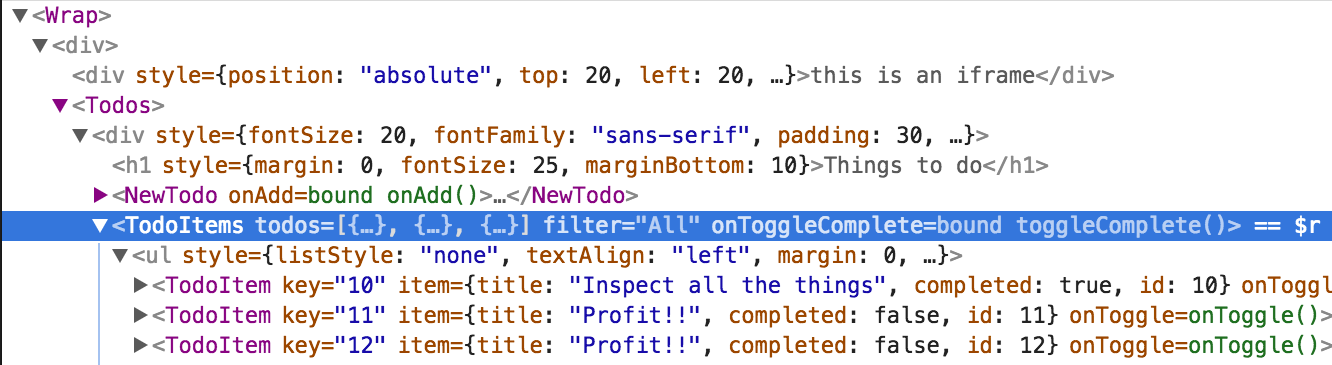 <Wrap>
<div>
<div style={position: "absolute", top: 20, left: 20, …}>this is an iframe</div>
<Todos>
<div style={fontSize: 20, fontFamily: "sans-serif", padding: 30, …}>
<h1 style={margin: 0, fontSize: 25, marginBottom: 10}>Things to do</h1>
<NewTodo onAdd=bound onAdd()>…</NewTodo>
<TodoItems todos=[{…}, {…}, {…}] filter="All" onToggleComplete=bound toggleComplete()> == $r
<ul style={listStyle: "none", textAlign: "left", margin: 0, …}>
<TodoItem key="10" item={title: "Inspect all the things", completed: true, id: 10} onToggl
<TodoItem key="11" item={title: "Profit!!", completed: false, id: 11} onToggle=onToggle()>
<TodoItem key="12" item={title: "Profit!!", completed: false, id: 12} onToggle=onToggle()>